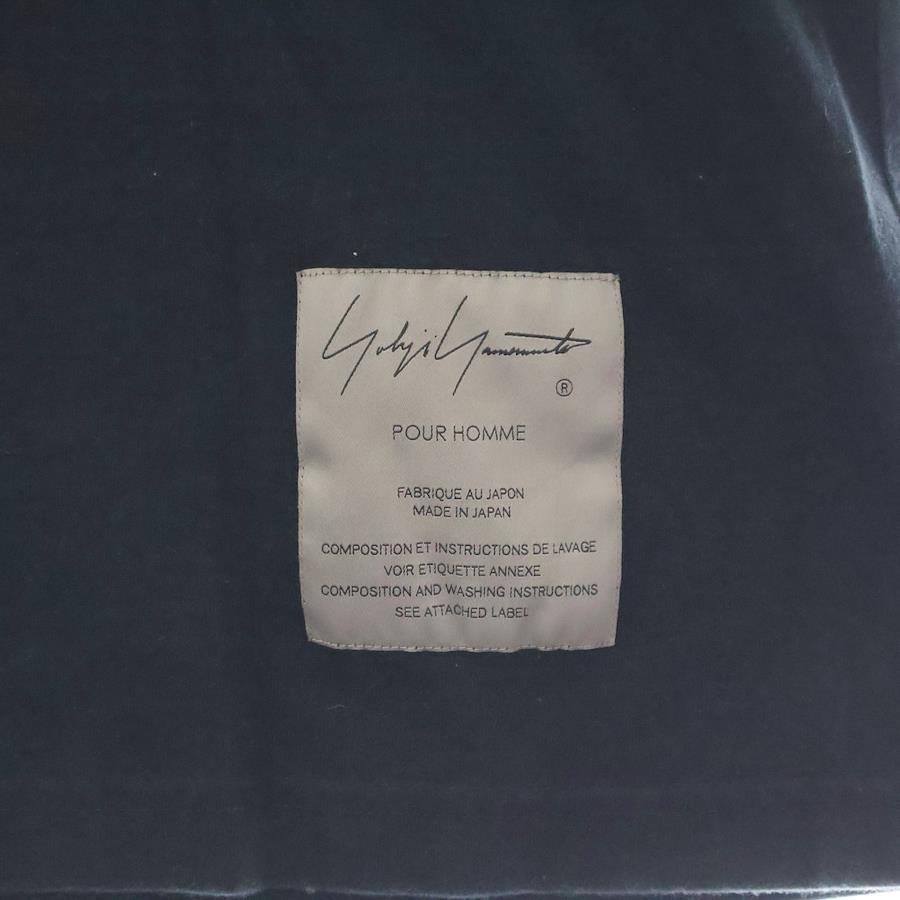 Yohji Yamamoto
®
POUR HOMME
FABRIQUE AU JAPON
MADE IN JAPAN
COMPOSITION ET INSTRUCTIONS DE LAVAGE
VOIR ETIQUETTE ANNEXE
COMPOSITION AND WASHING INSTRUCTIONS
SEE ATTACHED LABEL